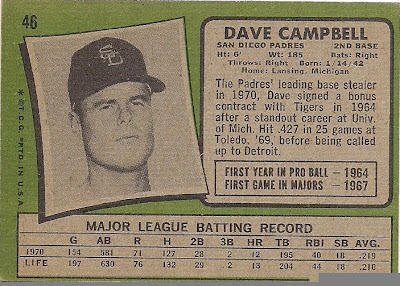 46
DAVE CAMPBELL
SAN DIEGO PADRES 2ND BASE
Ht: 6' Wt: 185 Bats: Right
Throws: Right Born: 1/14/42
Home: Lansing, Michigan
The Padres' leading base stealer
in 1970, Dave signed a bonus
contract with Tigers in 1964
after a standout career at Univ.
of Mich. Hit .427 in 25 games at
Toledo, '69, before being called
up to Detroit.
FIRST YEAR IN PRO BALL — 1964
FIRST GAME IN MAJORS — 1967
SD
*©T.C.G. PRTD. IN U.S.A.
MAJOR LEAGUE BATTING RECORD
G AB R H 2B 3B HR TB RBI SB AVG.
1970 154 581 71 127 28 2 12 195 40 18 .219
LIFE 197 630 76 132 29 2 13 204 44 18 .210